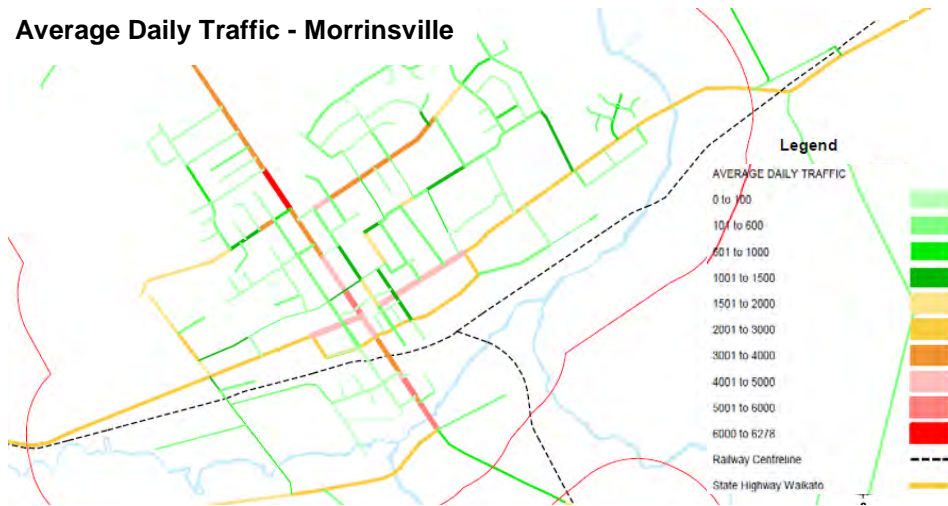 Average Daily Traffic - Morrinsville
Legend
AVERAGE DAILY TRAFFIC
0 to 100
101 to 600
601 to 1000
1001 to 1500
1501 to 2000
2001 to 3000
3001 to 4000
4001 to 5000
5001 to 6000
6000 to 6278
Railway Centreline
State Highway Waikato